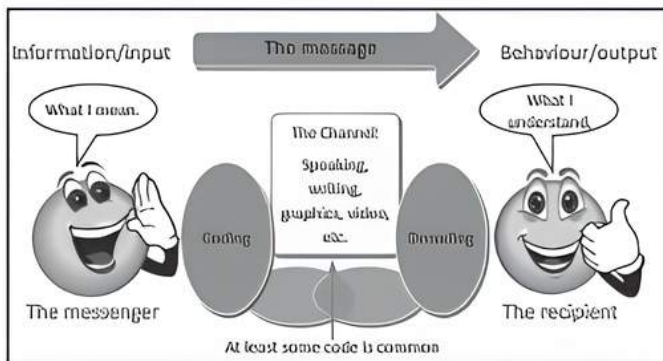 Information/input
The message
Behaviour/output
What I mean.
What I
understand.
The Channel:
Speaking,
writing,
graphics, video,
etc.
Coding
Decoding
The messenger
The recipient
At least some code is common